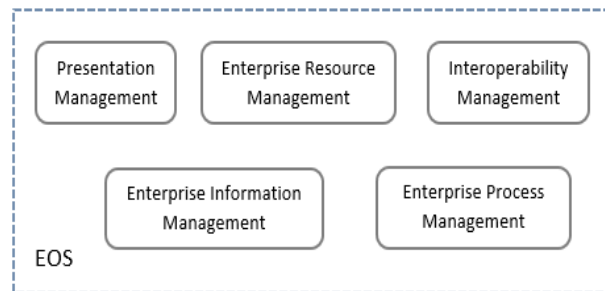 Presentation
Management
Enterprise Resource
Management
Interoperability
Management
Enterprise Information
Management
Enterprise Process
Management
EOS